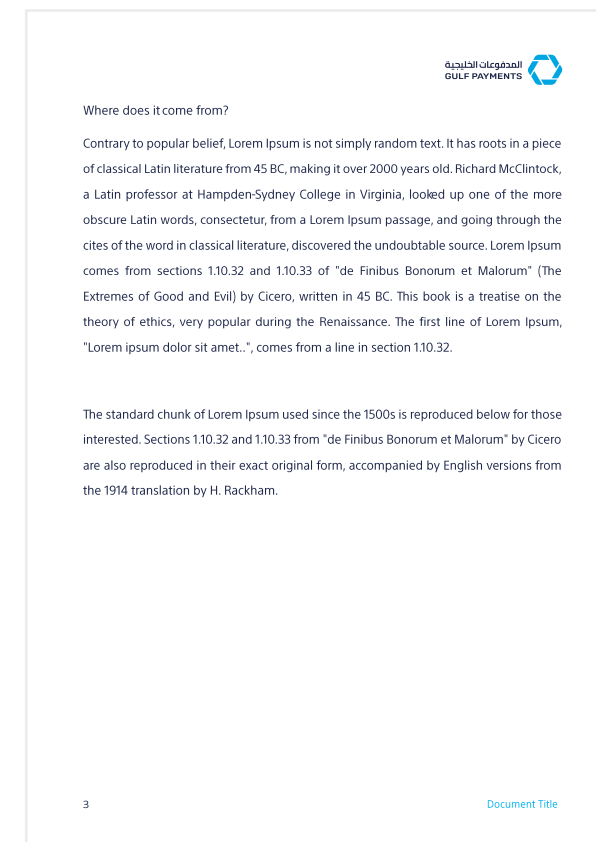 المدفوعات الخليجية
GULF PAYMENTS
Where does it come from?
Contrary to popular belief, Lorem Ipsum is not simply random text. It has roots in a piece
of classical Latin literature from 45 BC, making it over 2000 years old. Richard McClintock,
a Latin professor at Hampden-Sydney College in Virginia, looked up one of the more
obscure Latin words, consectetur, from a Lorem Ipsum passage, and going through the
cites of the word in classical literature, discovered the undoubtable source. Lorem Ipsum
comes from sections 1.10.32 and 1.10.33 of "de Finibus Bonorum et Malorum" (The
Extremes of Good and Evil) by Cicero, written in 45 BC. This book is a treatise on the
theory of ethics, very popular during the Renaissance. The first line of Lorem Ipsum,
"Lorem ipsum dolor sit amet..", comes from a line in section 1.10.32.
The standard chunk of Lorem Ipsum used since the 1500s is reproduced below for those
interested. Sections 1.10.32 and 1.10.33 from "de Finibus Bonorum et Malorum" by Cicero
are also reproduced in their exact original form, accompanied by English versions from
the 1914 translation by H. Rackham.
3
Document Title